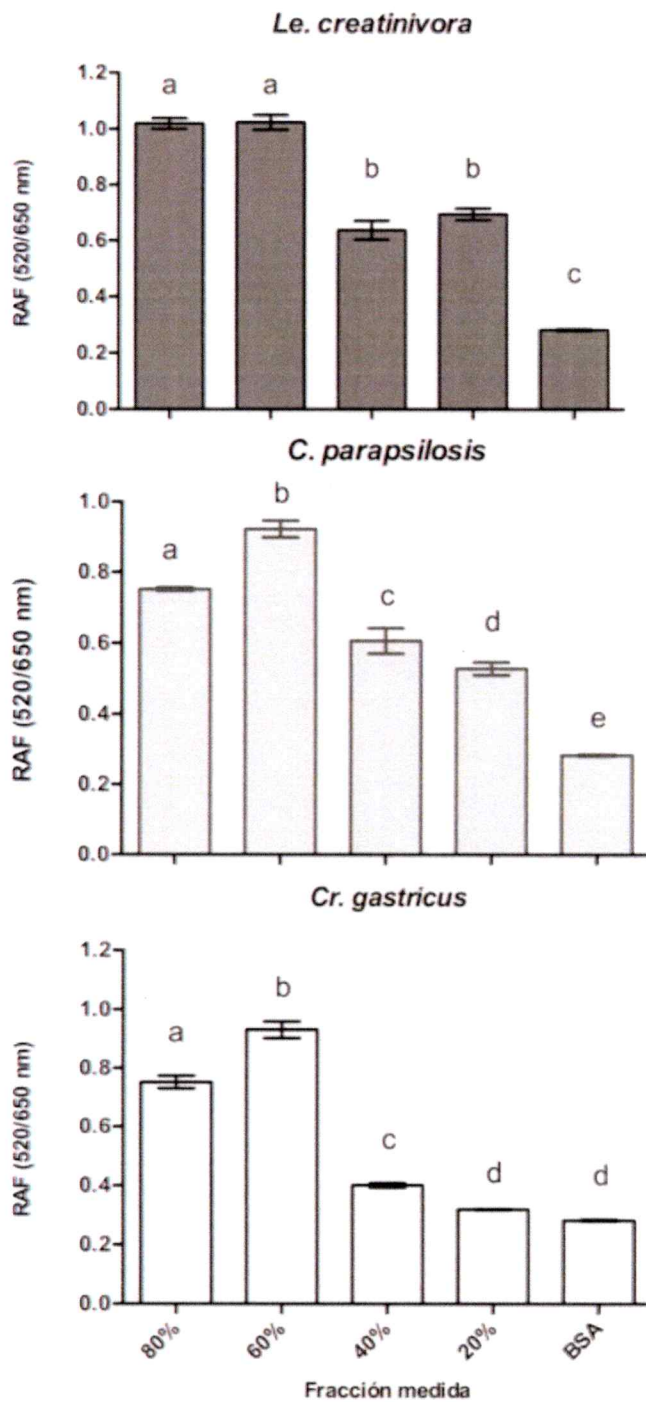 Le. creatinivora
1.2
1.0
0.8
0.6
0.4
0.2
0.0
RAF (520/650 nm)
a
a
b
b
c
C. parapsilosis
1.0
0.8
0.6
0.4
0.2
0.0
RAF (520/650 nm)
a
b
c
d
e
Cr. gastricus
1.2
1.0
0.8
0.6
0.4
0.2
0.0
RAF (520/650 nm)
a
b
c
d
d
80%
60%
40%
20%
BSA
Fracción medida